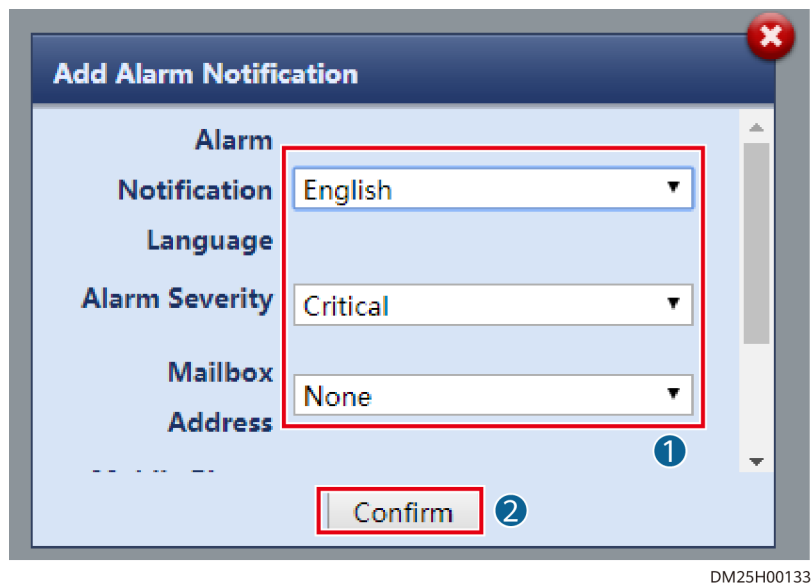 Add Alarm Notification
Alarm
Notification
Language
English
Alarm Severity
Critical
Mailbox
Address
None
1
Confirm
2
DM25H00133